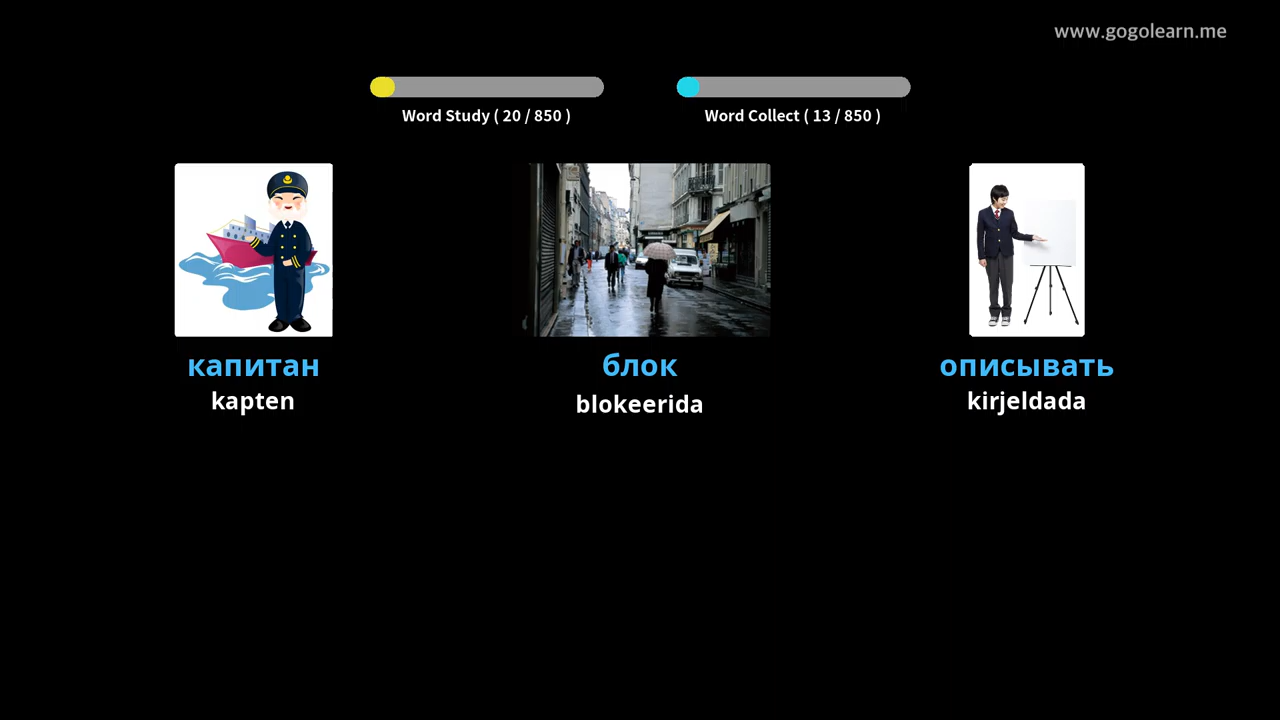 www.gogolearn.me
Word Study ( 20 / 850 )
Word Collect ( 13 / 850 )
капитан
kapten
блок
blokeerida
описывать
kirjeldada